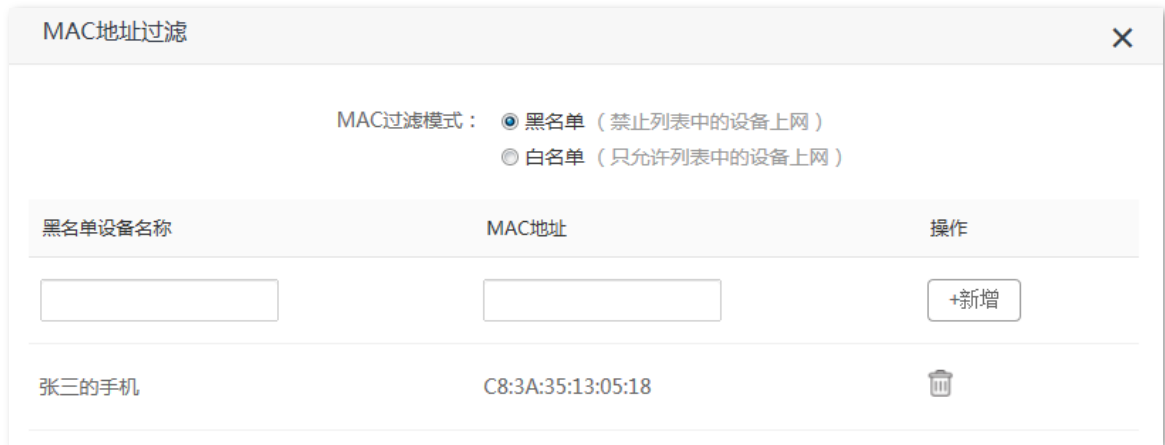 MAC地址过滤
MAC过滤模式： 黑名单（禁止列表中的设备上网）
白名单（只允许列表中的设备上网）
黑名单设备名称 MAC地址 操作
+新增
张三的手机 C8:3A:35:13:05:18